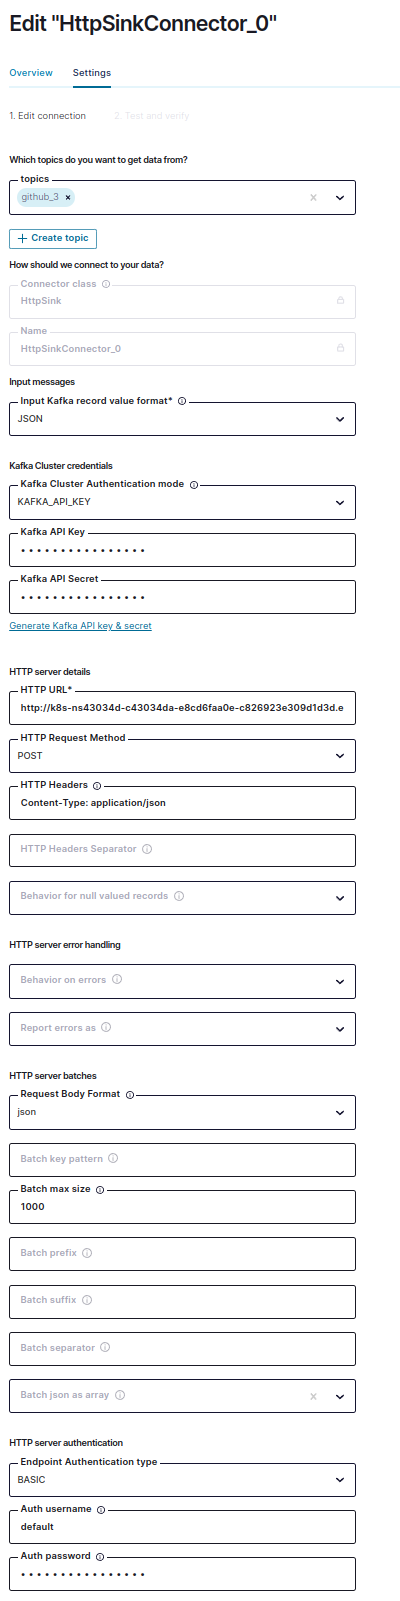 Edit "HttpSinkConnector_0"
Overview Settings
1. Edit connection 2. Test and verify
Which topics do you want to get data from?
topics
github_3 ×
+ Create topic
How should we connect to your data?
Connector class
HttpSink
Name
HttpSinkConnector_0
Input messages
Input Kafka record value format*
JSON
Kafka Cluster credentials
Kafka Cluster Authentication mode
KAFKA_API_KEY
Kafka API Key
••••••••••••••••
Kafka API Secret
••••••••••••••••
Generate Kafka API key & secret
HTTP server details
HTTP URL*
http://k8s-ns43034d-c43034da-e8cd6faa0e-c826923e309d1d3d.e
HTTP Request Method
POST
HTTP Headers
Content-Type: application/json
HTTP Headers Separator
Behavior for null valued records
HTTP server error handling
Behavior on errors
Report errors as
HTTP server batches
Request Body Format
json
Batch key pattern
Batch max size
1000
Batch prefix
Batch suffix
Batch separator
Batch json as array
HTTP server authentication
Endpoint Authentication type
BASIC
Auth username
default
Auth password
••••••••••••••••